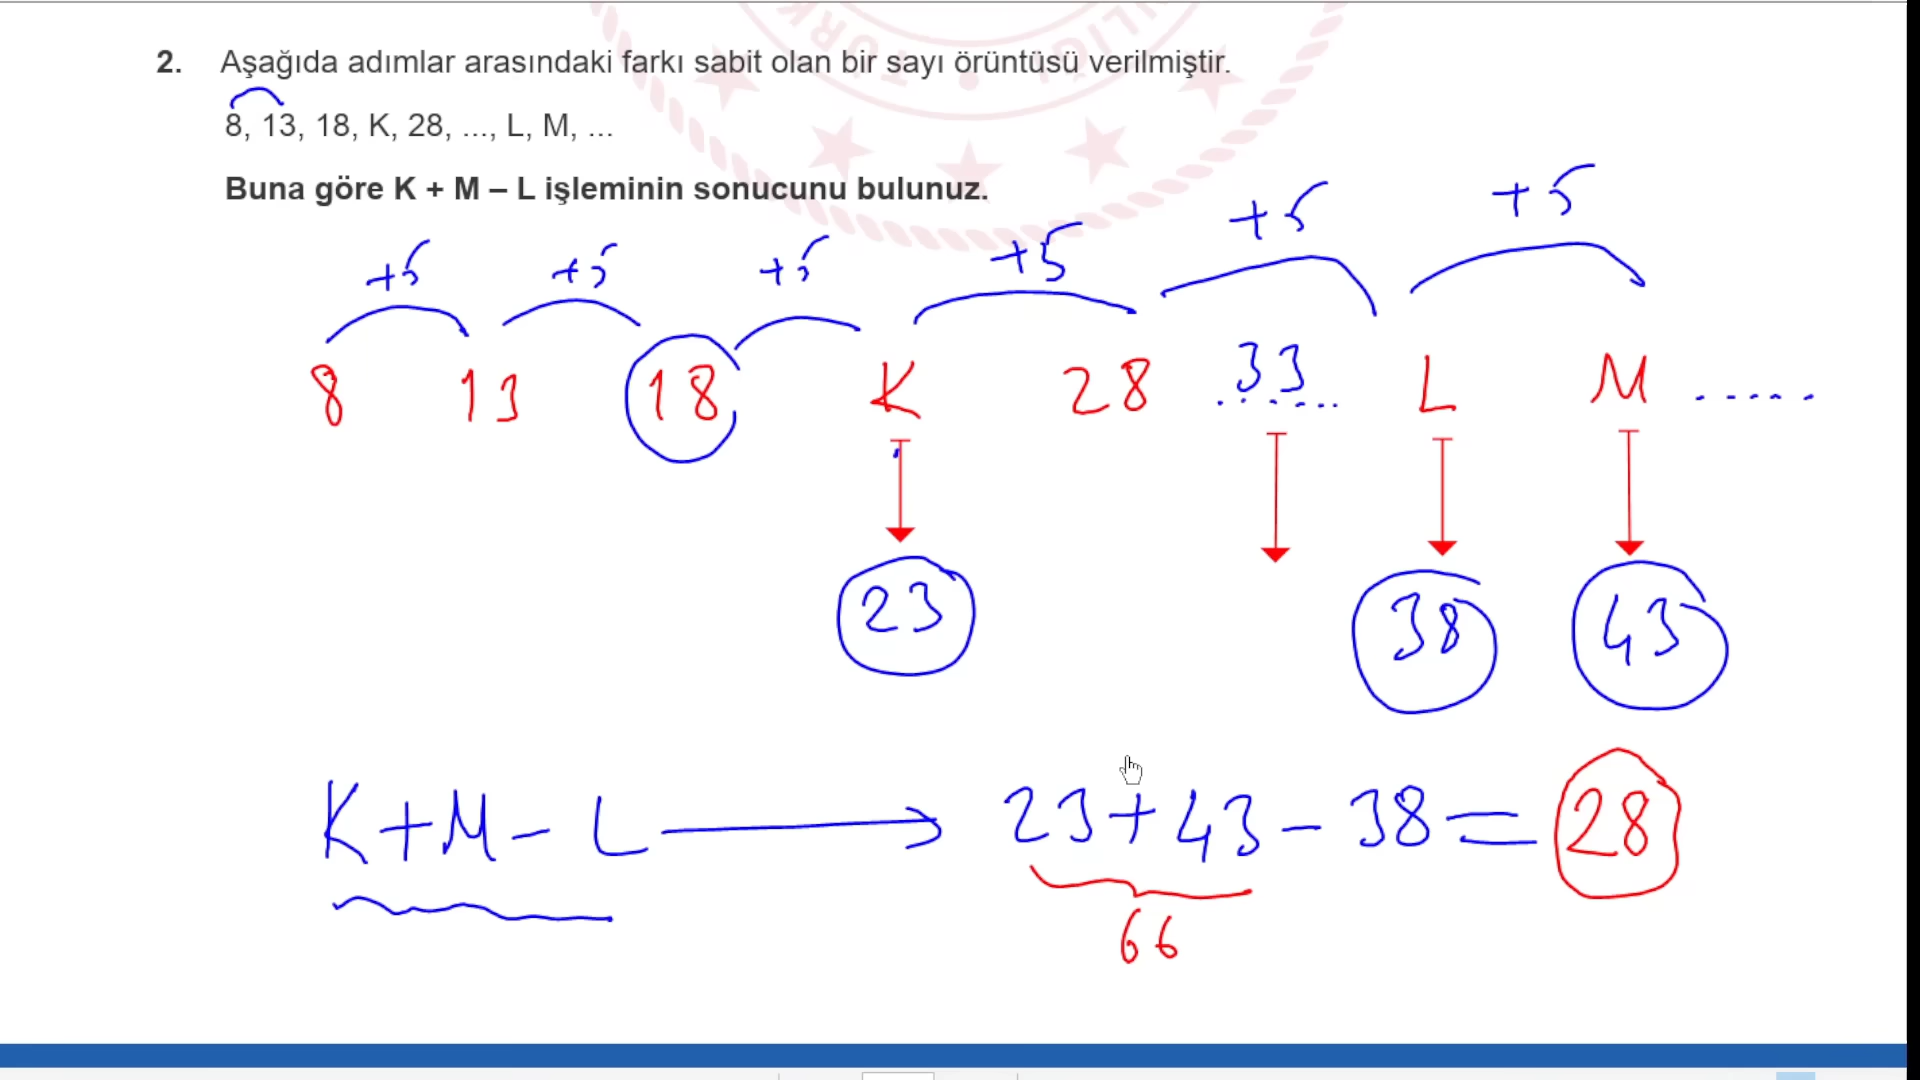 2. Aşağıda adımlar arasındaki farkı sabit olan bir sayı örüntüsü verilmiştir.
8, 13, 18, K, 28, ..., L, M, ...
Buna göre K + M – L işleminin sonucunu bulunuz.
+5 +5 +5 +5 +5 +5
8 13 18 K 28 33 ...... L M .....
23 38 43
K+M-L → 23+43-38=28
66